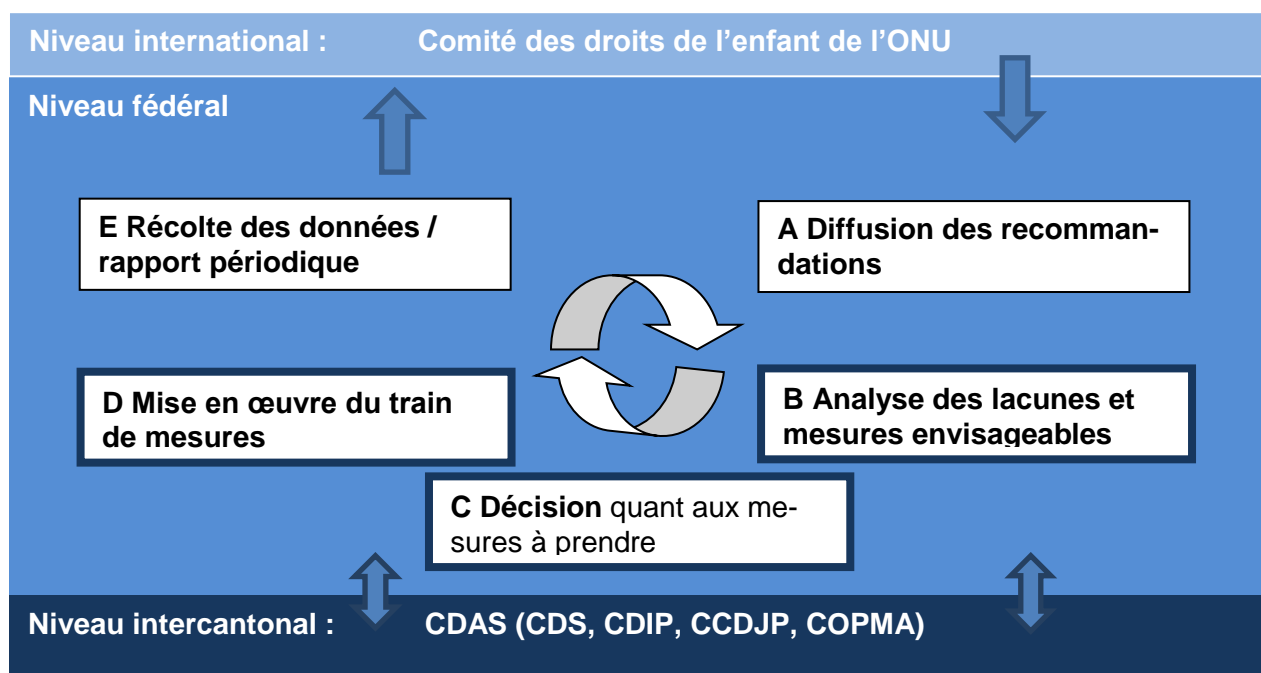 Niveau international : Comité des droits de l’enfant de l’ONU
Niveau fédéral
E Récolte des données /
rapport périodique
A Diffusion des recomman-
dations
D Mise en œuvre du train
de mesures
B Analyse des lacunes et
mesures envisageables
C Décision quant aux me-
sures à prendre
Niveau intercantonal : CDAS (CDS, CDIP, CCDJP, COPMA)